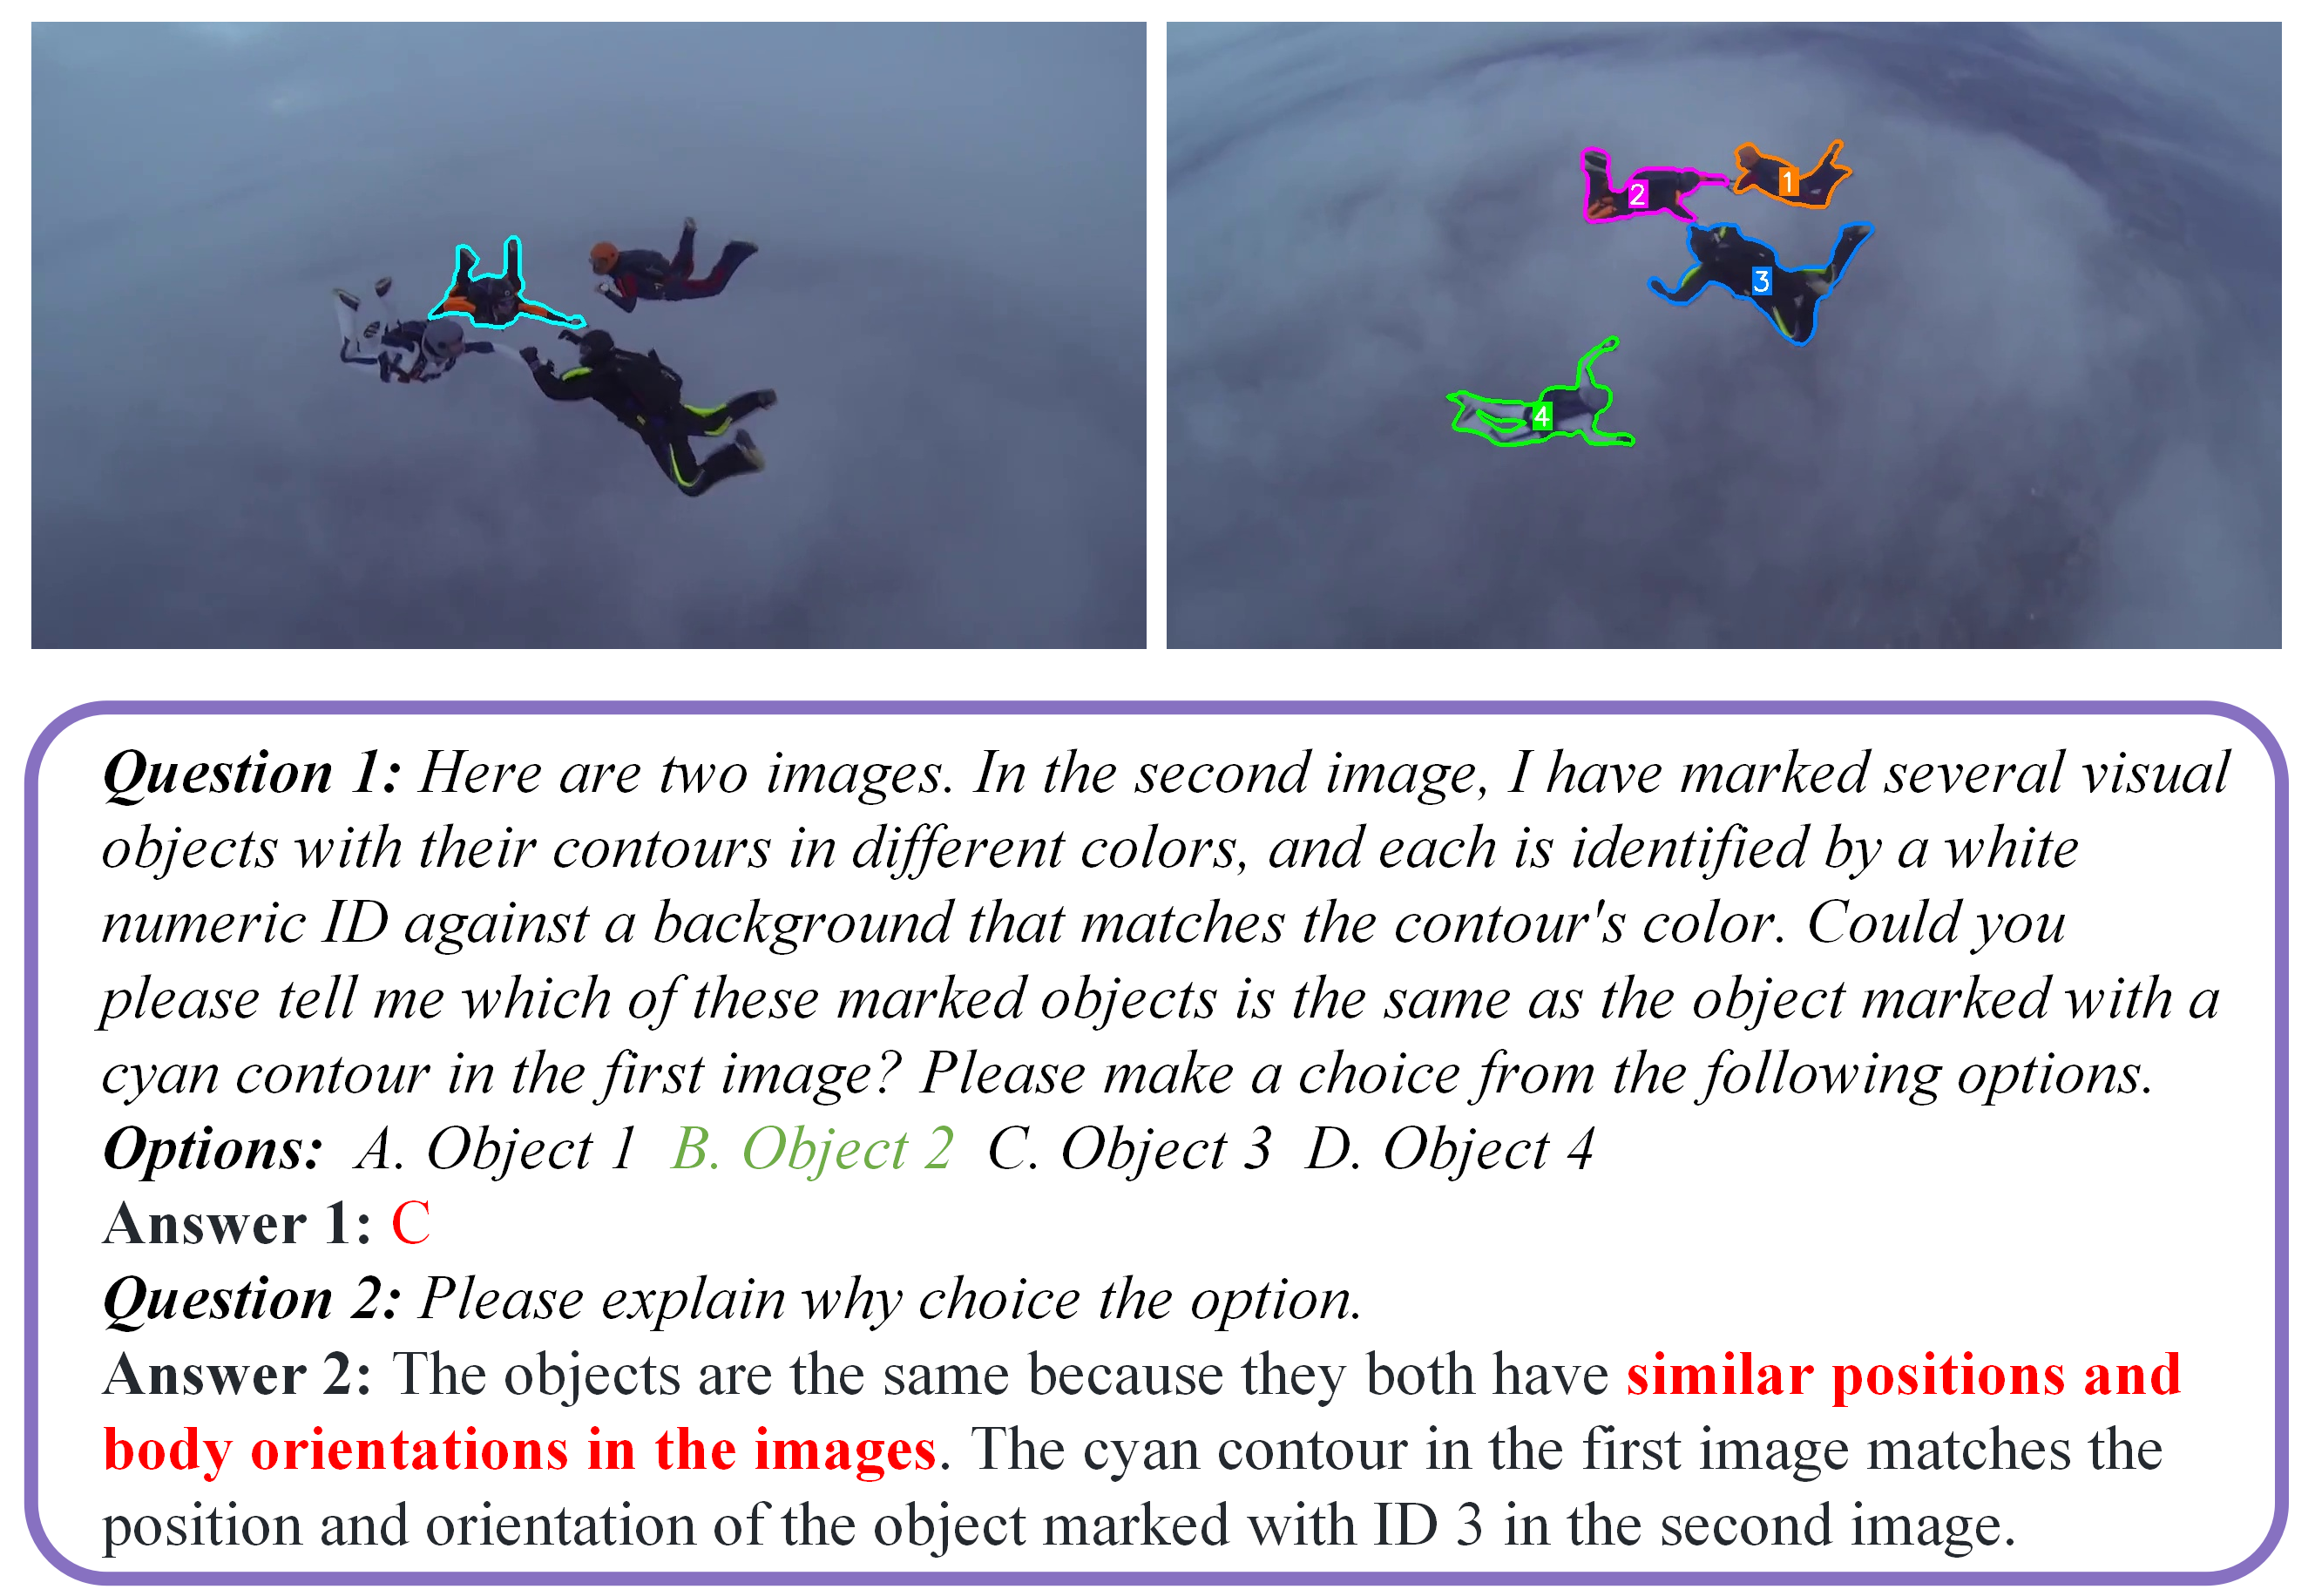 2
1
3
4
Question 1: Here are two images. In the second image, I have marked several visual
objects with their contours in different colors, and each is identified by a white
numeric ID against a background that matches the contour's color. Could you
please tell me which of these marked objects is the same as the object marked with a
cyan contour in the first image? Please make a choice from the following options.
Options: A. Object 1 B. Object 2 C. Object 3 D. Object 4
Answer 1: C
Question 2: Please explain why choice the option.
Answer 2: The objects are the same because they both have similar positions and
body orientations in the images. The cyan contour in the first image matches the
position and orientation of the object marked with ID 3 in the second image.